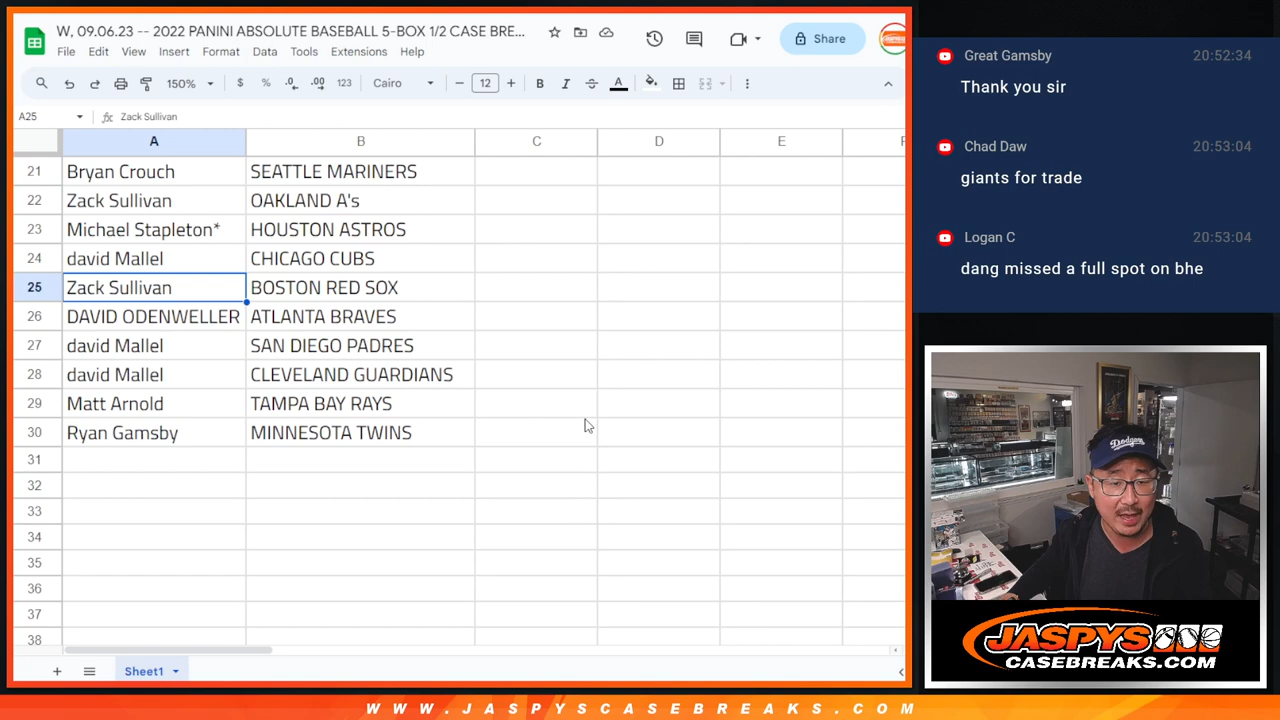 W, 09.06.23 -- 2022 PANINI ABSOLUTE BASEBALL 5-BOX 1/2 CASE BRE...
File Edit View Insert Format Data Tools Extensions Help
Share
150% $ % .0 .00 123 Cairo 12 B I S A
A25 fx Zack Sullivan
A B C D E F
21 Bryan Crouch SEATTLE MARINERS
22 Zack Sullivan OAKLAND A's
23 Michael Stapleton* HOUSTON ASTROS
24 david Mallel CHICAGO CUBS
25 Zack Sullivan BOSTON RED SOX
26 DAVID ODENWELLER ATLANTA BRAVES
27 david Mallel SAN DIEGO PADRES
28 david Mallel CLEVELAND GUARDIANS
29 Matt Arnold TAMPA BAY RAYS
30 Ryan Gamsby MINNESOTA TWINS
31
32
33
34
35
36
37
38
Sheet1
Great Gamsby 20:52:34
Thank you sir
Chad Daw 20:53:04
giants for trade
Logan C 20:53:04
dang missed a full spot on bhe
Dodgers
JASPYS
CASEBREAKS.COM
WWW.JASPYSCASEBREAKS.COM